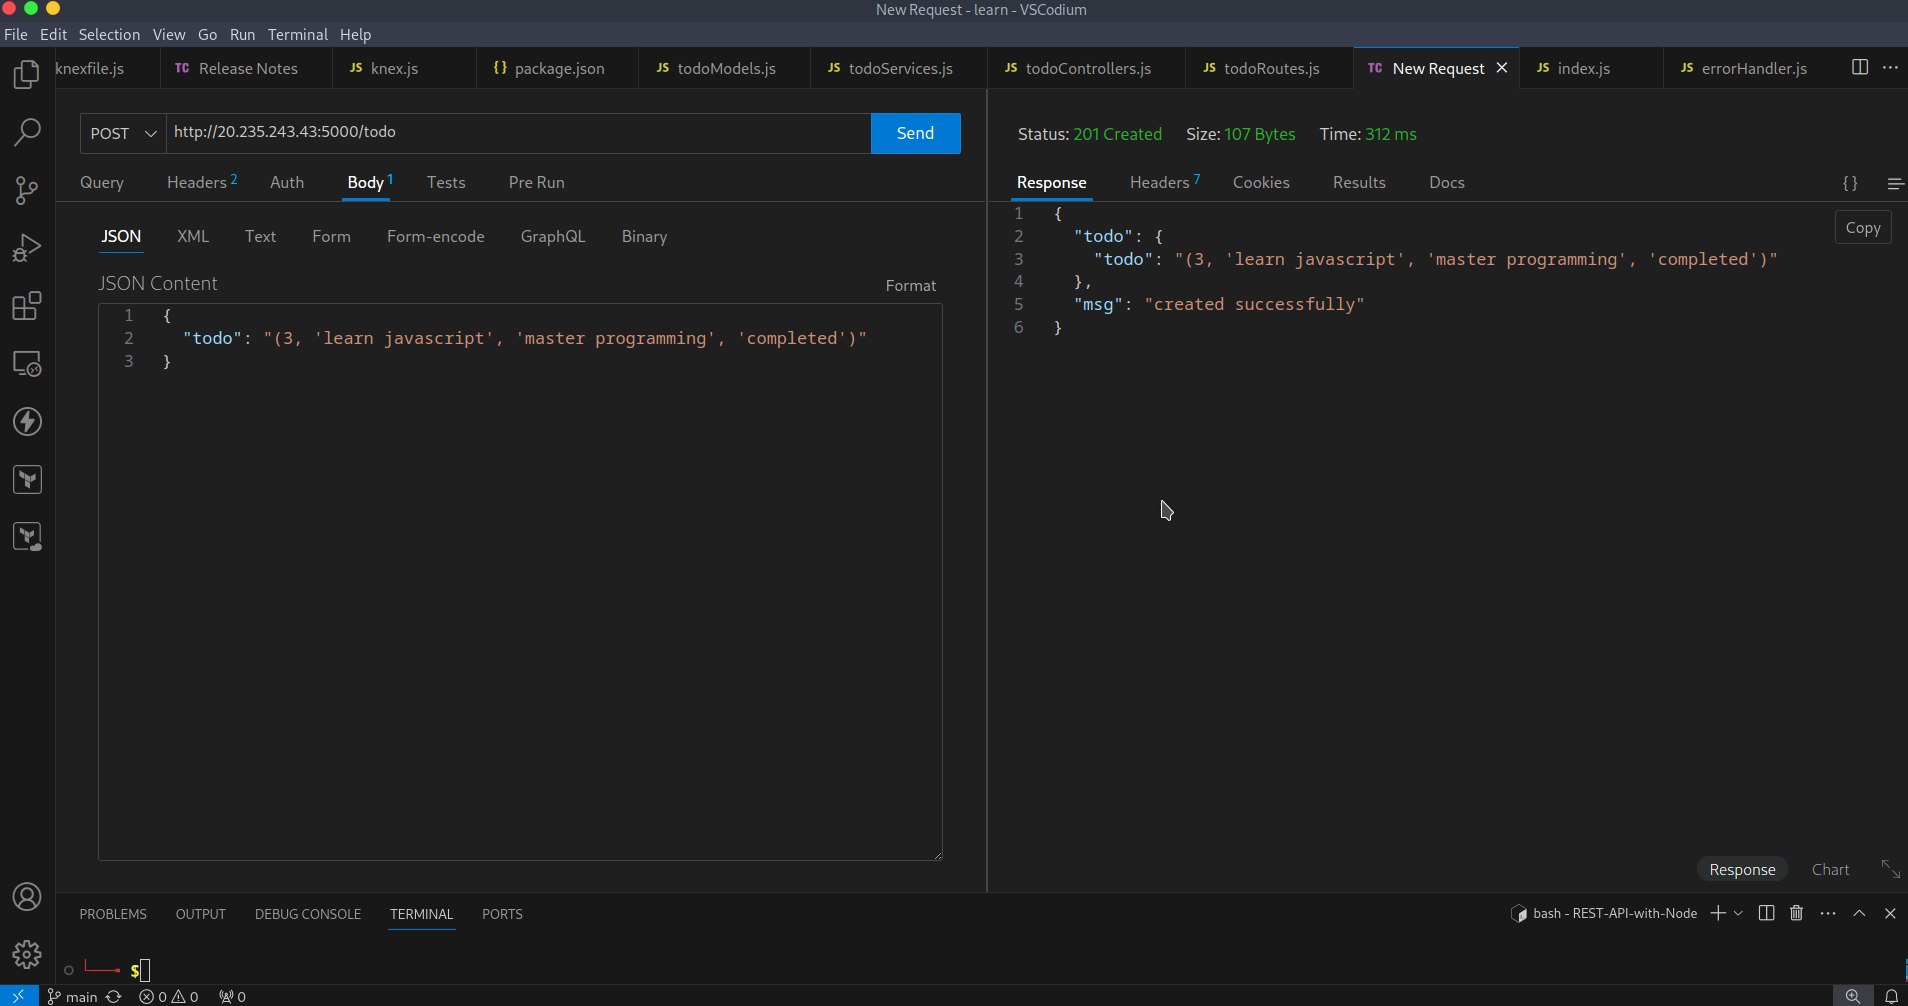 New Request - learn - VSCodium
File Edit Selection View Go Run Terminal Help
knexfile.js TC Release Notes JS knex.js {} package.json JS todoModels.js JS todoServices.js JS todoControllers.js JS todoRoutes.js TC New Request JS index.js JS errorHandler.js
POST http://20.235.243.43:5000/todo Send
Query Headers 2 Auth Body 1 Tests Pre Run
JSON XML Text Form Form-encode GraphQL Binary
JSON Content Format
1 {
2 "todo": "(3, 'learn javascript', 'master programming', 'completed')"
3 }
Status: 201 Created Size: 107 Bytes Time: 312 ms
Response Headers 7 Cookies Results Docs {}
Copy
1 {
2 "todo": {
3 "todo": "(3, 'learn javascript', 'master programming', 'completed')"
4 },
5 "msg": "created successfully"
6 }
Response Chart
PROBLEMS OUTPUT DEBUG CONSOLE TERMINAL PORTS bash - REST-API-with-Node
$
main 0 0 0